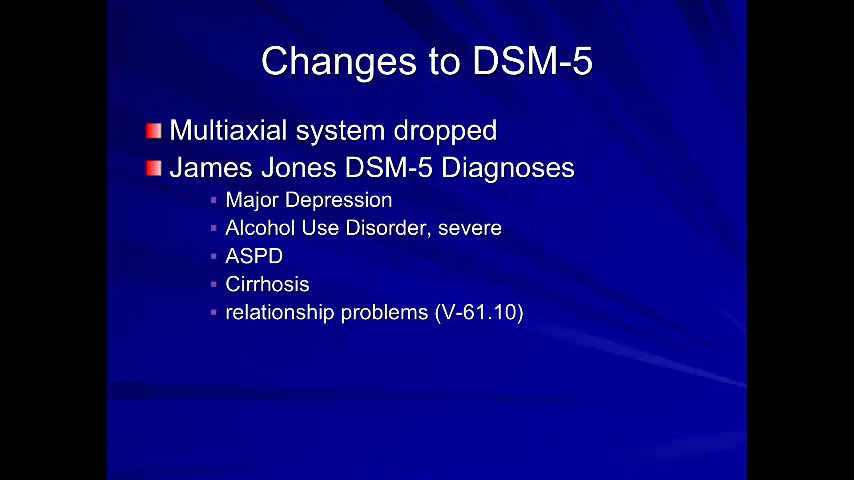 Changes to DSM-5
Multiaxial system dropped
James Jones DSM-5 Diagnoses
Major Depression
Alcohol Use Disorder, severe
ASPD
Cirrhosis
relationship problems (V-61.10)